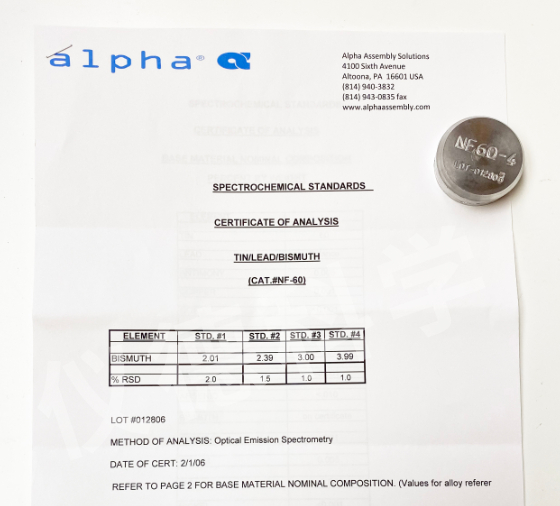 alpha®
Alpha Assembly Solutions
4100 Sixth Avenue
Altoona, PA 16601 USA
(814) 940-3832
(814) 943-0835 fax
www.alphaassembly.com
NF60-4
SPECTROCHEMICAL STANDARDS
CERTIFICATE OF ANALYSIS
TIN/LEAD/BISMUTH
(CAT.#NF-60)
ELEMENT STD. #1 STD. #2 STD. #3 STD. #4
BISMUTH 2.01 2.39 3.00 3.99
% RSD 2.0 1.5 1.0 1.0
LOT #012806
METHOD OF ANALYSIS: Optical Emission Spectrometry
DATE OF CERT: 2/1/06
REFER TO PAGE 2 FOR BASE MATERIAL NOMINAL COMPOSITION. (Values for alloy referer